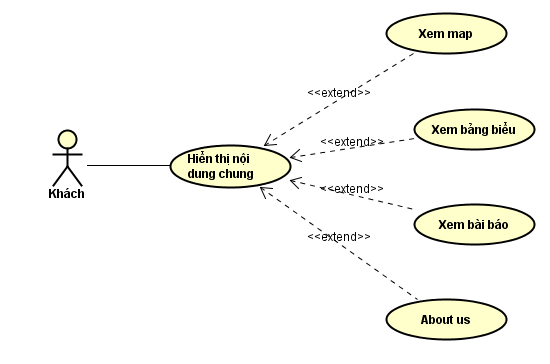 Xem map
<<extend>>
Xem bảng biểu
<<extend>>
Hiển thị nội
dung chung
Khách
<<extend>>
Xem bài báo
<<extend>>
About us